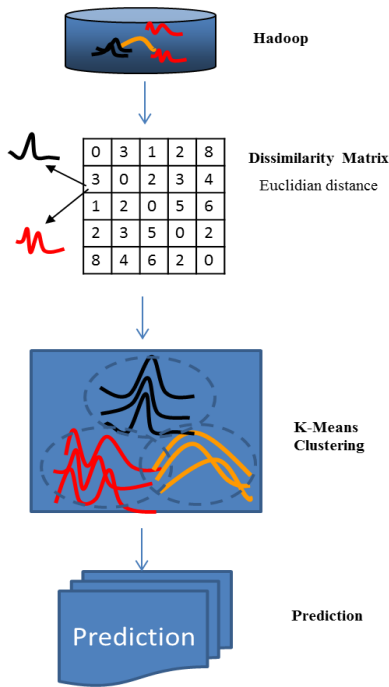 Hadoop
Dissimilarity Matrix
Euclidian distance
0 3 1 2 8
3 0 2 3 4
1 2 0 5 6
2 3 5 0 2
8 4 6 2 0
K-Means
Clustering
Prediction
Prediction